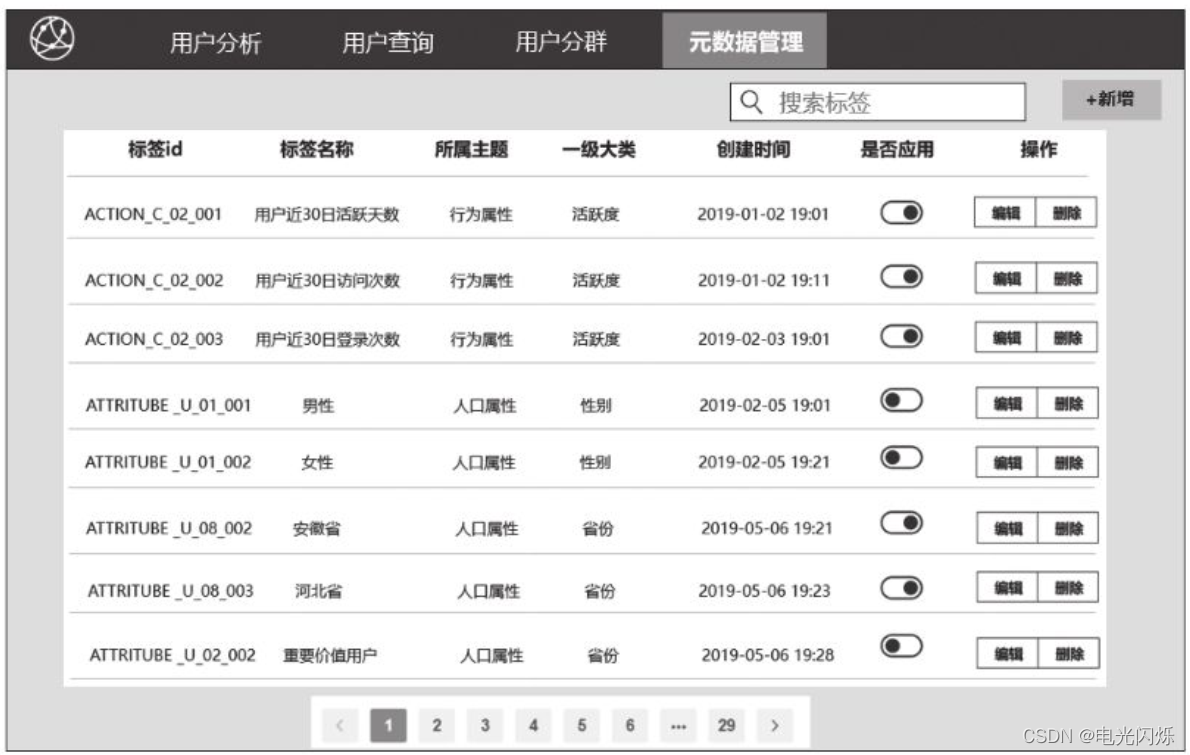 用户分析 用户查询 用户分群 元数据管理
搜索标签 +新增
标签id 标签名称 所属主题 一级大类 创建时间 是否应用 操作
ACTION_C_02_001 用户近30日活跃天数 行为属性 活跃度 2019-01-02 19:01 编辑 删除
ACTION_C_02_002 用户近30日访问次数 行为属性 活跃度 2019-01-02 19:11 编辑 删除
ACTION_C_02_003 用户近30日登录次数 行为属性 活跃度 2019-02-03 19:01 编辑 删除
ATTRITUBE _U_01_001 男性 人口属性 性别 2019-02-05 19:01 编辑 删除
ATTRITUBE _U_01_002 女性 人口属性 性别 2019-02-05 19:21 编辑 删除
ATTRITUBE _U_08_002 安徽省 人口属性 省份 2019-05-06 19:21 编辑 删除
ATTRITUBE _U_08_003 河北省 人口属性 省份 2019-05-06 19:23 编辑 删除
ATTRITUBE _U_02_002 重要价值用户 人口属性 省份 2019-05-06 19:28 编辑 删除
< 1 2 3 4 5 6 ••• 29 >
CSDN @电光闪烁